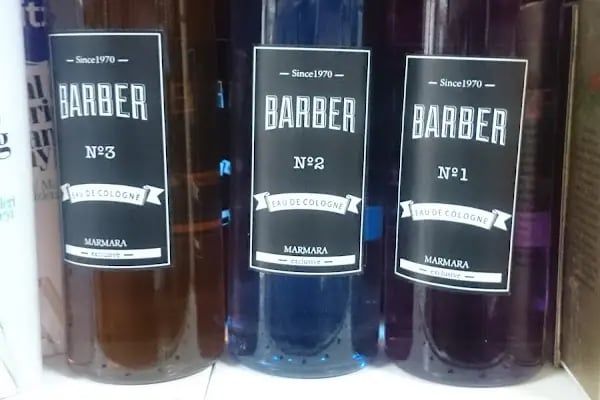 Since1970
BARBER
Nº3
EAU DE COLOGNE
MARMARA
exclusive
Since1970
BARBER
Nº2
EAU DE COLOGNE
MARMARA
exclusive
Since1970
BARBER
Nº1
EAU DE COLOGNE
MARMARA
exclusive